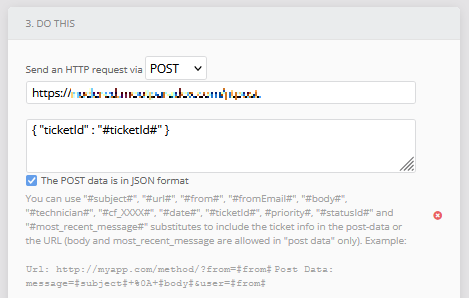 3. DO THIS
Send an HTTP request via POST
https://
{ "ticketId" : "#ticketId#" }
The POST data is in JSON format
You can use "#subject#", "#url#", "#from#", "#fromEmail#", "#body#",
"#technician#", "#cf_XXXX#", "#date#", "#ticketId#", #priority#, "#statusId#" and
"#most_recent_message#" substitutes to include the ticket info in the post-data or
the URL (body and most_recent_message are allowed in "post data" only). Example:
Url: http://myapp.com/method/?from=#from# Post Data:
message=#subject#+%0A+#body#&user=#from#